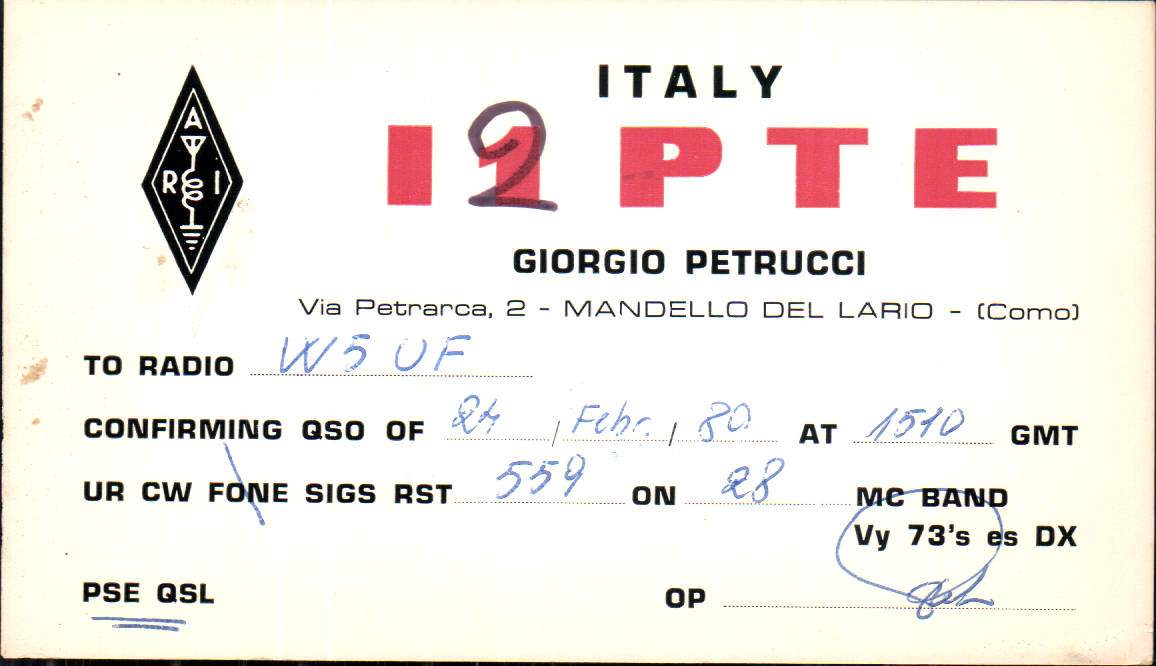 ITALY
A
R I
I2PTE
GIORGIO PETRUCCI
Via Petrarca, 2 - MANDELLO DEL LARIO - (Como)
TO RADIO W5UF
CONFIRMING QSO OF 24 / Febr. / 80 AT 1510 GMT
UR CW FONE SIGS RST 559 ON 28 MC BAND
Vy 73's es DX
PSE QSL OP